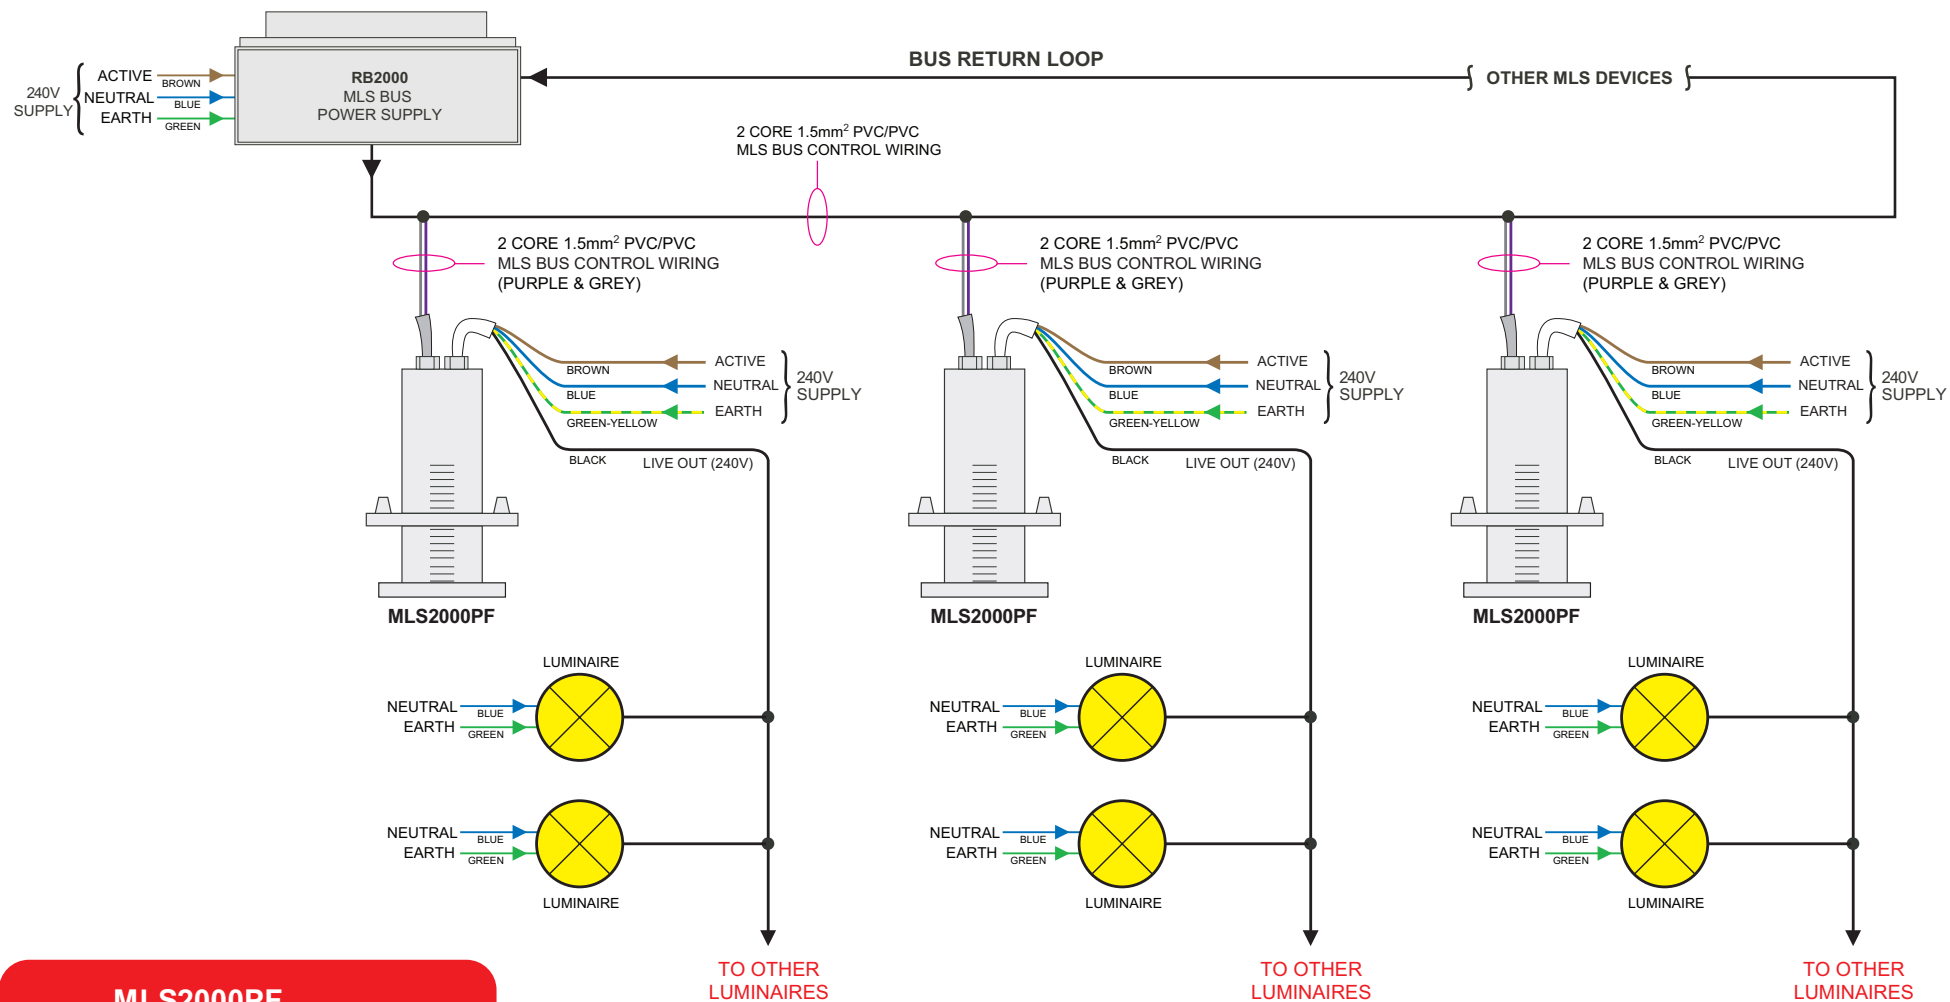 BUS RETURN LOOP
OTHER MLS DEVICES
240V
SUPPLY
ACTIVE
BROWN
NEUTRAL
BLUE
EARTH
GREEN
RB2000
MLS BUS
POWER SUPPLY
2 CORE 1.5mm² PVC/PVC
MLS BUS CONTROL WIRING
2 CORE 1.5mm² PVC/PVC
MLS BUS CONTROL WIRING
(PURPLE & GREY)
BROWN
ACTIVE
BLUE
NEUTRAL
GREEN-YELLOW
EARTH
240V
SUPPLY
BLACK
LIVE OUT (240V)
MLS2000PF
LUMINAIRE
NEUTRAL
BLUE
EARTH
GREEN
NEUTRAL
BLUE
EARTH
GREEN
LUMINAIRE
TO OTHER
LUMINAIRES
2 CORE 1.5mm² PVC/PVC
MLS BUS CONTROL WIRING
(PURPLE & GREY)
BROWN
ACTIVE
BLUE
NEUTRAL
GREEN-YELLOW
EARTH
240V
SUPPLY
BLACK
LIVE OUT (240V)
MLS2000PF
LUMINAIRE
NEUTRAL
BLUE
EARTH
GREEN
NEUTRAL
BLUE
EARTH
GREEN
LUMINAIRE
TO OTHER
LUMINAIRES
2 CORE 1.5mm² PVC/PVC
MLS BUS CONTROL WIRING
(PURPLE & GREY)
BROWN
ACTIVE
BLUE
NEUTRAL
GREEN-YELLOW
EARTH
240V
SUPPLY
BLACK
LIVE OUT (240V)
MLS2000PF
LUMINAIRE
NEUTRAL
BLUE
EARTH
GREEN
NEUTRAL
BLUE
EARTH
GREEN
LUMINAIRE
TO OTHER
LUMINAIRES
MLS2000PF